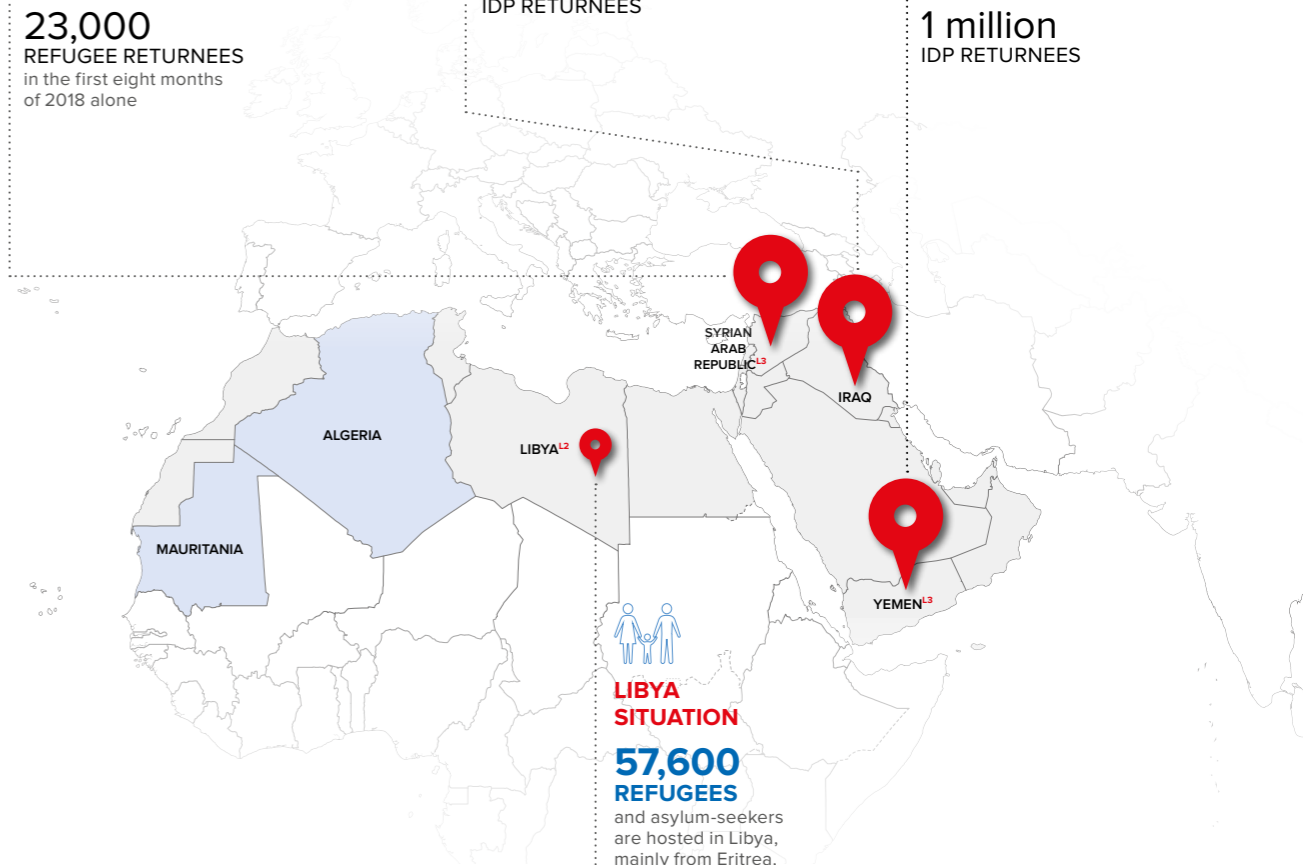 23,000
REFUGEE RETURNEES
in the first eight months
of 2018 alone
IDP RETURNEES
1 million
IDP RETURNEES
SYRIAN
ARAB
REPUBLIC L3
IRAQ
ALGERIA
LIBYA L2
MAURITANIA
YEMEN L3
LIBYA
SITUATION
57,600
REFUGEES
and asylum-seekers
are hosted in Libya,
mainly from Eritrea,